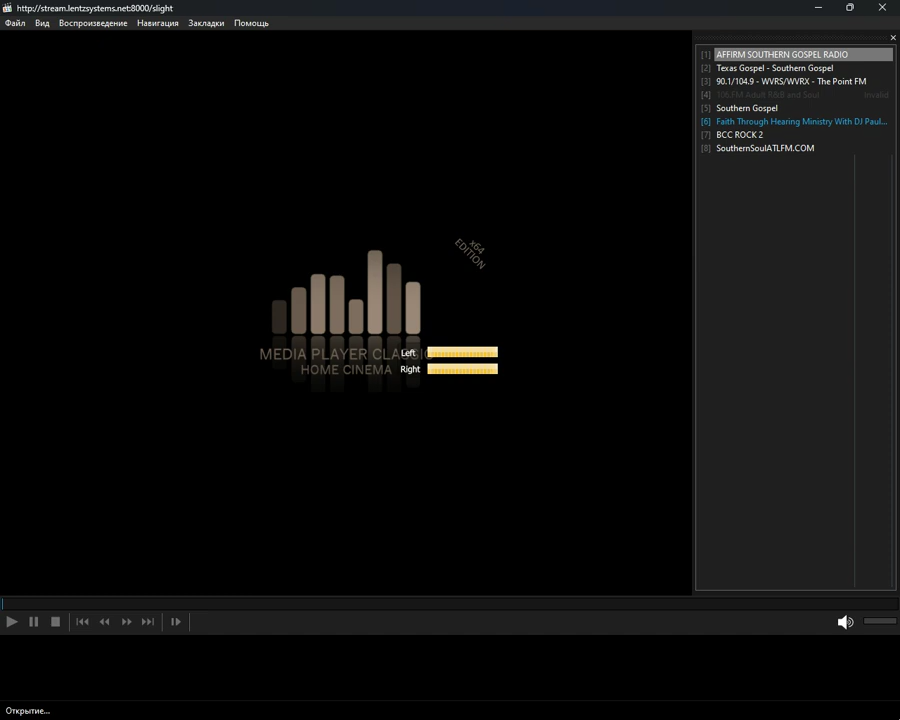 http://stream.lentzsystems.net:8000/slight
Файл Вид Воспроизведение Навигация Закладки Помощь
[1] AFFIRM SOUTHERN GOSPEL RADIO
[2] Texas Gospel - Southern Gospel
[3] 90.1/104.9 - WVRS/WVRX - The Point FM
[4] 106.FM Adult R&B and Soul Invalid
[5] Southern Gospel
[6] Faith Through Hearing Ministry With DJ Paul...
[7] BCC ROCK 2
[8] SouthernSoulATLFM.COM
x64
EDITION
MEDIA PLAYER CLASSIC
HOME CINEMA
Left
Right
Открытие...